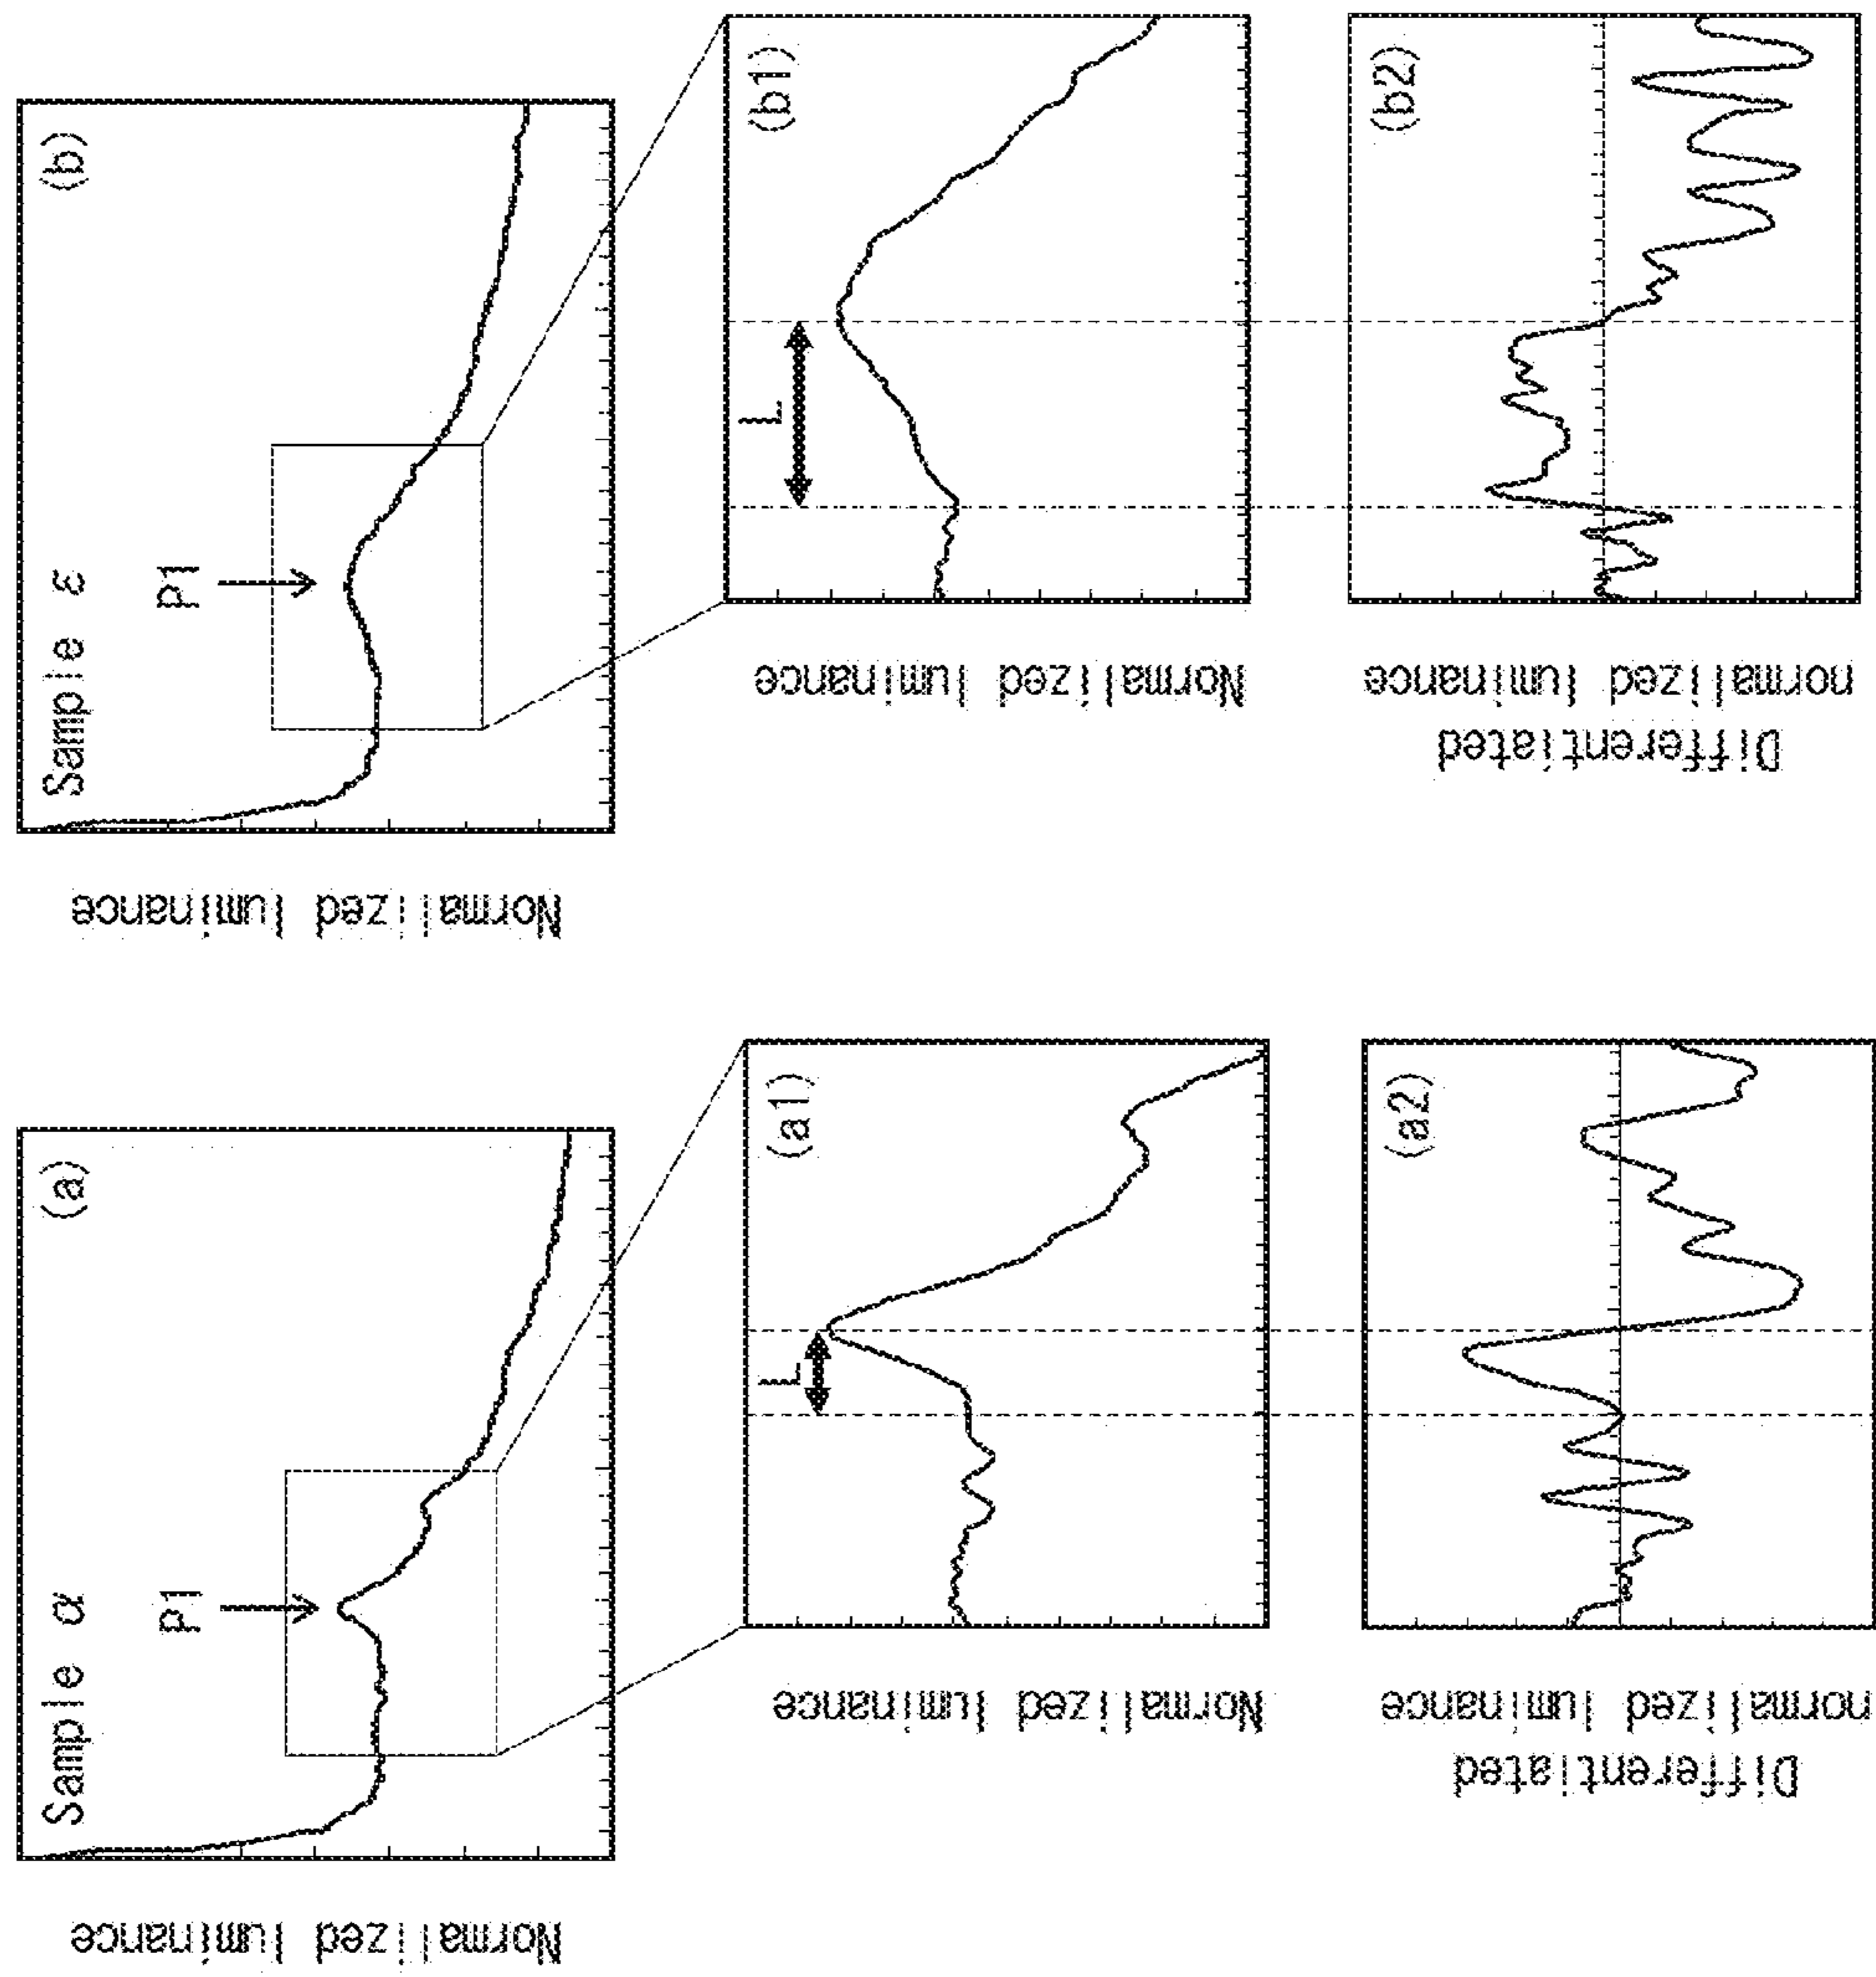 Sample α
(a)
P1
Normalized luminance
(a1)
L
Normalized luminance
(a2)
Differentiated
normalized luminance
Sample ε
(b)
P1
Normalized luminance
(b1)
L
Normalized luminance
(b2)
Differentiated
normalized luminance